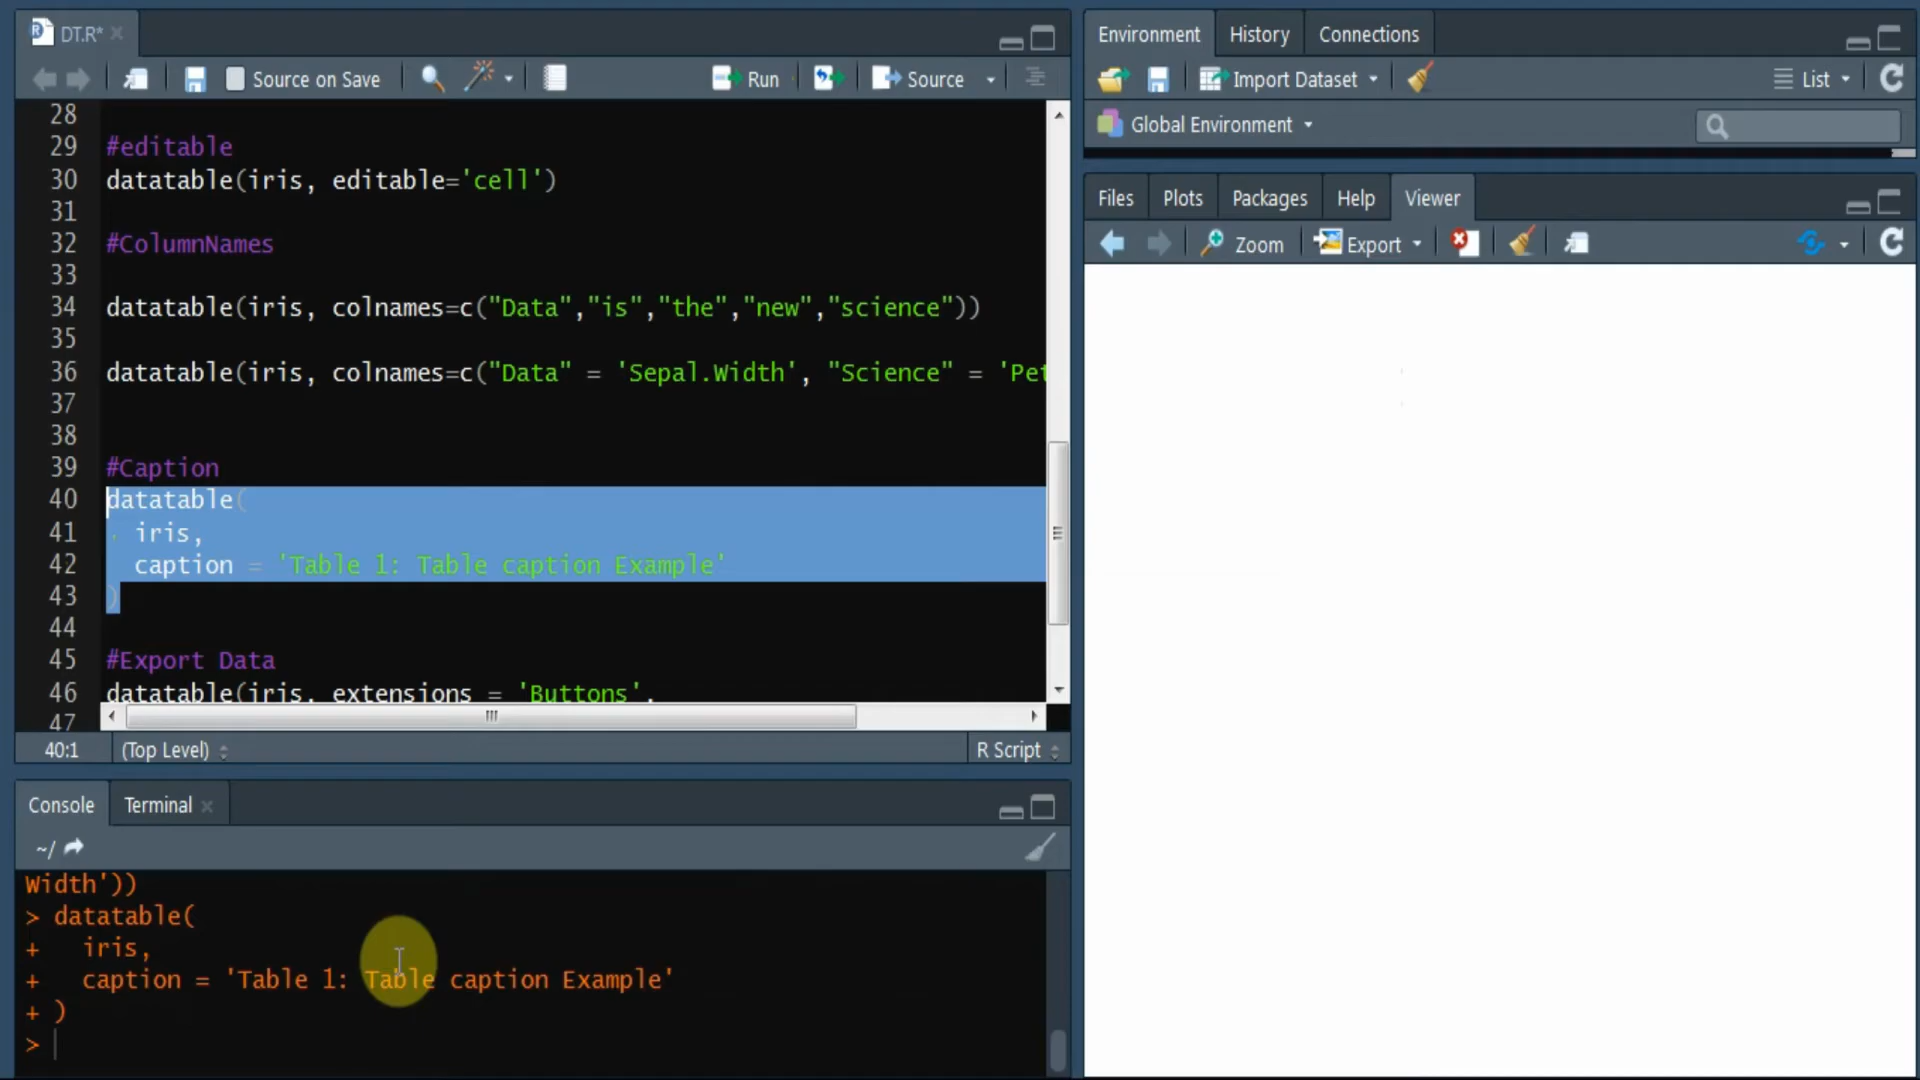 DT.R*
Source on Save
Run
Source
28
29 #editable
30 datatable(iris, editable='cell')
31
32 #ColumnNames
33
34 datatable(iris, colnames=c("Data","is","the","new","science"))
35
36 datatable(iris, colnames=c("Data" = 'Sepal.Width', "Science" = 'Pet
37
38
39 #Caption
40 datatable(
41 iris,
42 caption = 'Table 1: Table caption Example'
43 )
44
45 #Export Data
46 datatable(iris, extensions = 'Buttons',
47
40:1 (Top Level) R Script
Console Terminal
~/
Width'))
> datatable(
+ iris,
+ caption = 'Table 1: Table caption Example'
+ )
>
Environment History Connections
Import Dataset List
Global Environment
Files Plots Packages Help Viewer
Zoom Export